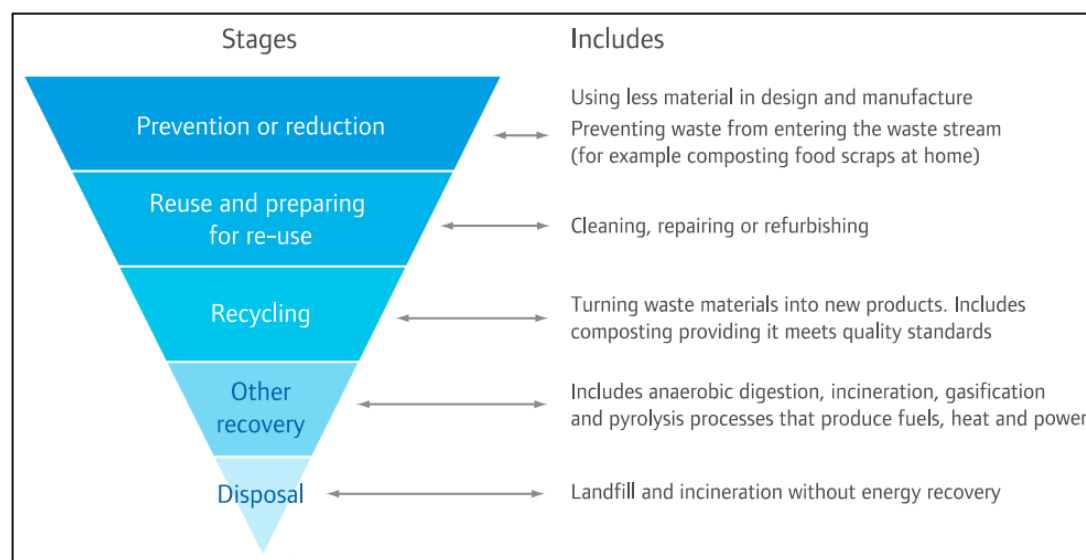 Stages
Includes
Prevention or reduction
Using less material in design and manufacture
Preventing waste from entering the waste stream
(for example composting food scraps at home)
Reuse and preparing
for re-use
Cleaning, repairing or refurbishing
Recycling
Turning waste materials into new products. Includes
composting providing it meets quality standards
Other
recovery
Includes anaerobic digestion, incineration, gasification
and pyrolysis processes that produce fuels, heat and power
Disposal
Landfill and incineration without energy recovery